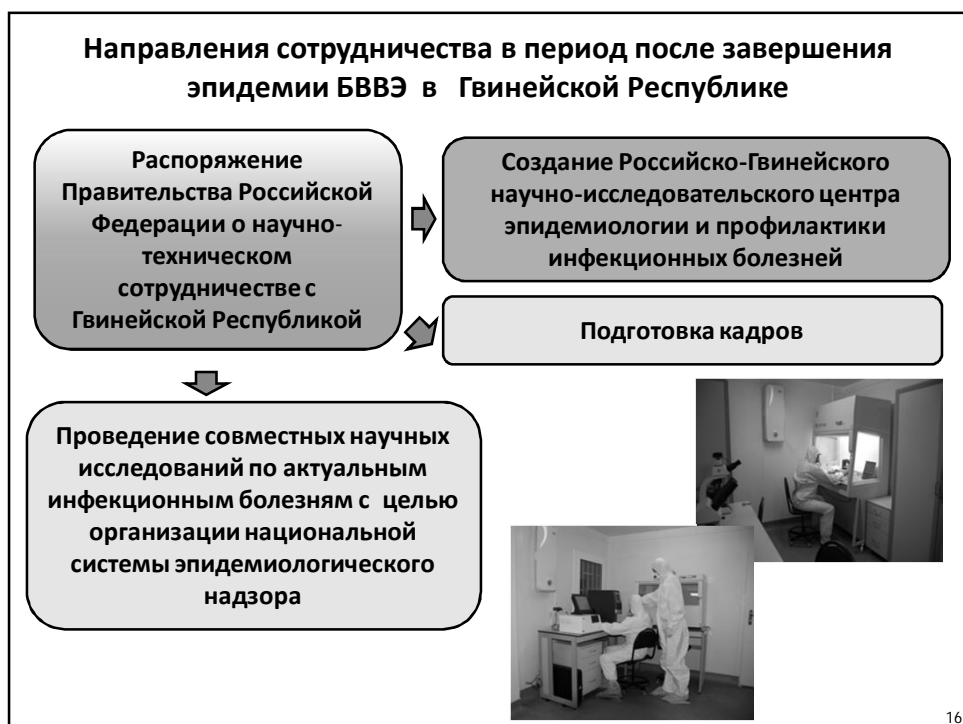 Направления сотрудничества в период после завершения
эпидемии БВВЭ в Гвинейской Республике
Распоряжение
Правительства Российской
Федерации о научно-
техническом
сотрудничестве с
Гвинейской Республикой
Создание Российско-Гвинейского
научно-исследовательского центра
эпидемиологии и профилактики
инфекционных болезней
Подготовка кадров
Проведение совместных научных
исследований по актуальным
инфекционным болезням с целью
организации национальной
системы эпидемиологического
надзора
16